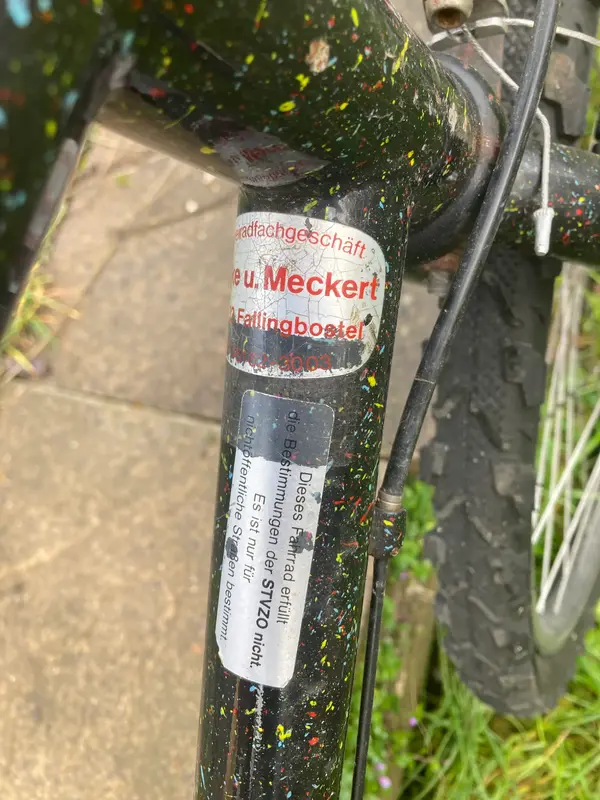 radfachgeschäft
e u. Meckert
Fallingbostel
Dieses Fahrrad erfüllt
die Bestimmungen der STVZO nicht.
Es ist nur für
nichtöffentliche Straßen bestimmt.